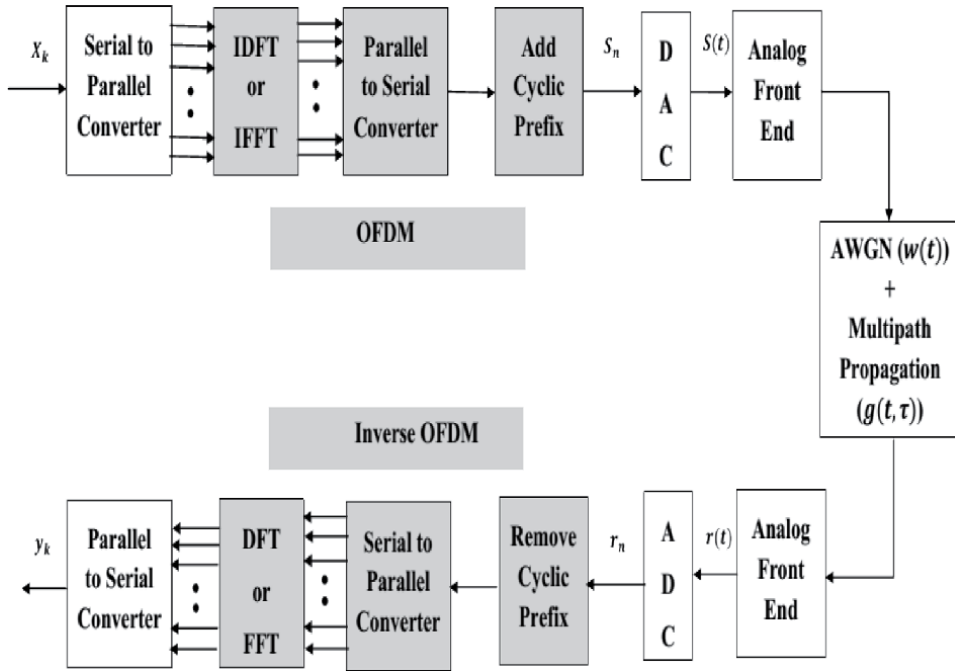 X_k
Serial to
Parallel
Converter
IDFT
or
IFFT
Parallel
to Serial
Converter
Add
Cyclic
Prefix
S_n
D
A
C
S(t)
Analog
Front
End
OFDM
AWGN (w(t))
+
Multipath
Propagation
(g(t, τ))
Inverse OFDM
y_k
Parallel
to Serial
Converter
DFT
or
FFT
Serial to
Parallel
Converter
Remove
Cyclic
Prefix
r_n
A
D
C
r(t)
Analog
Front
End